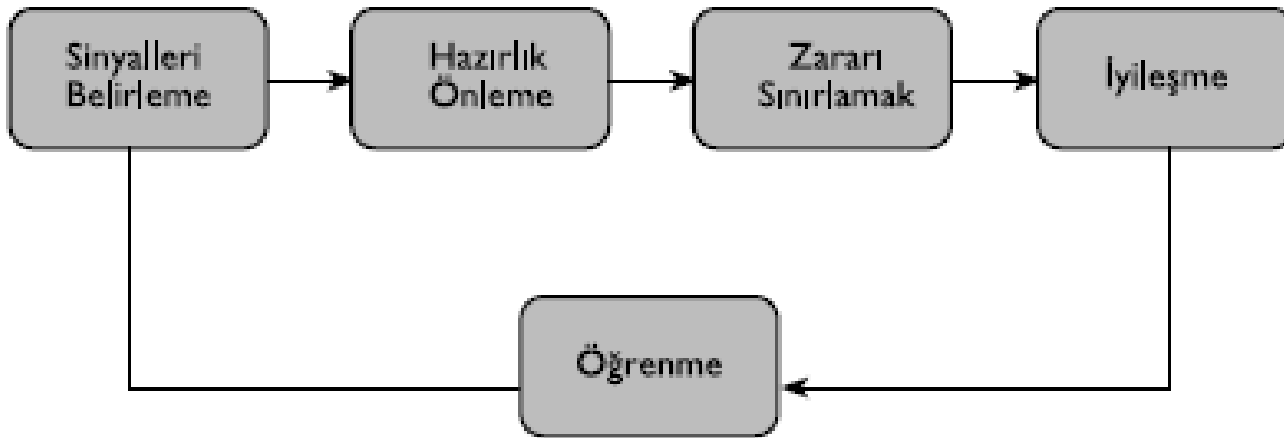 Sinyalleri
Belirleme
Hazırlık
Önleme
Zararı
Sınırlamak
İyileşme
Öğrenme